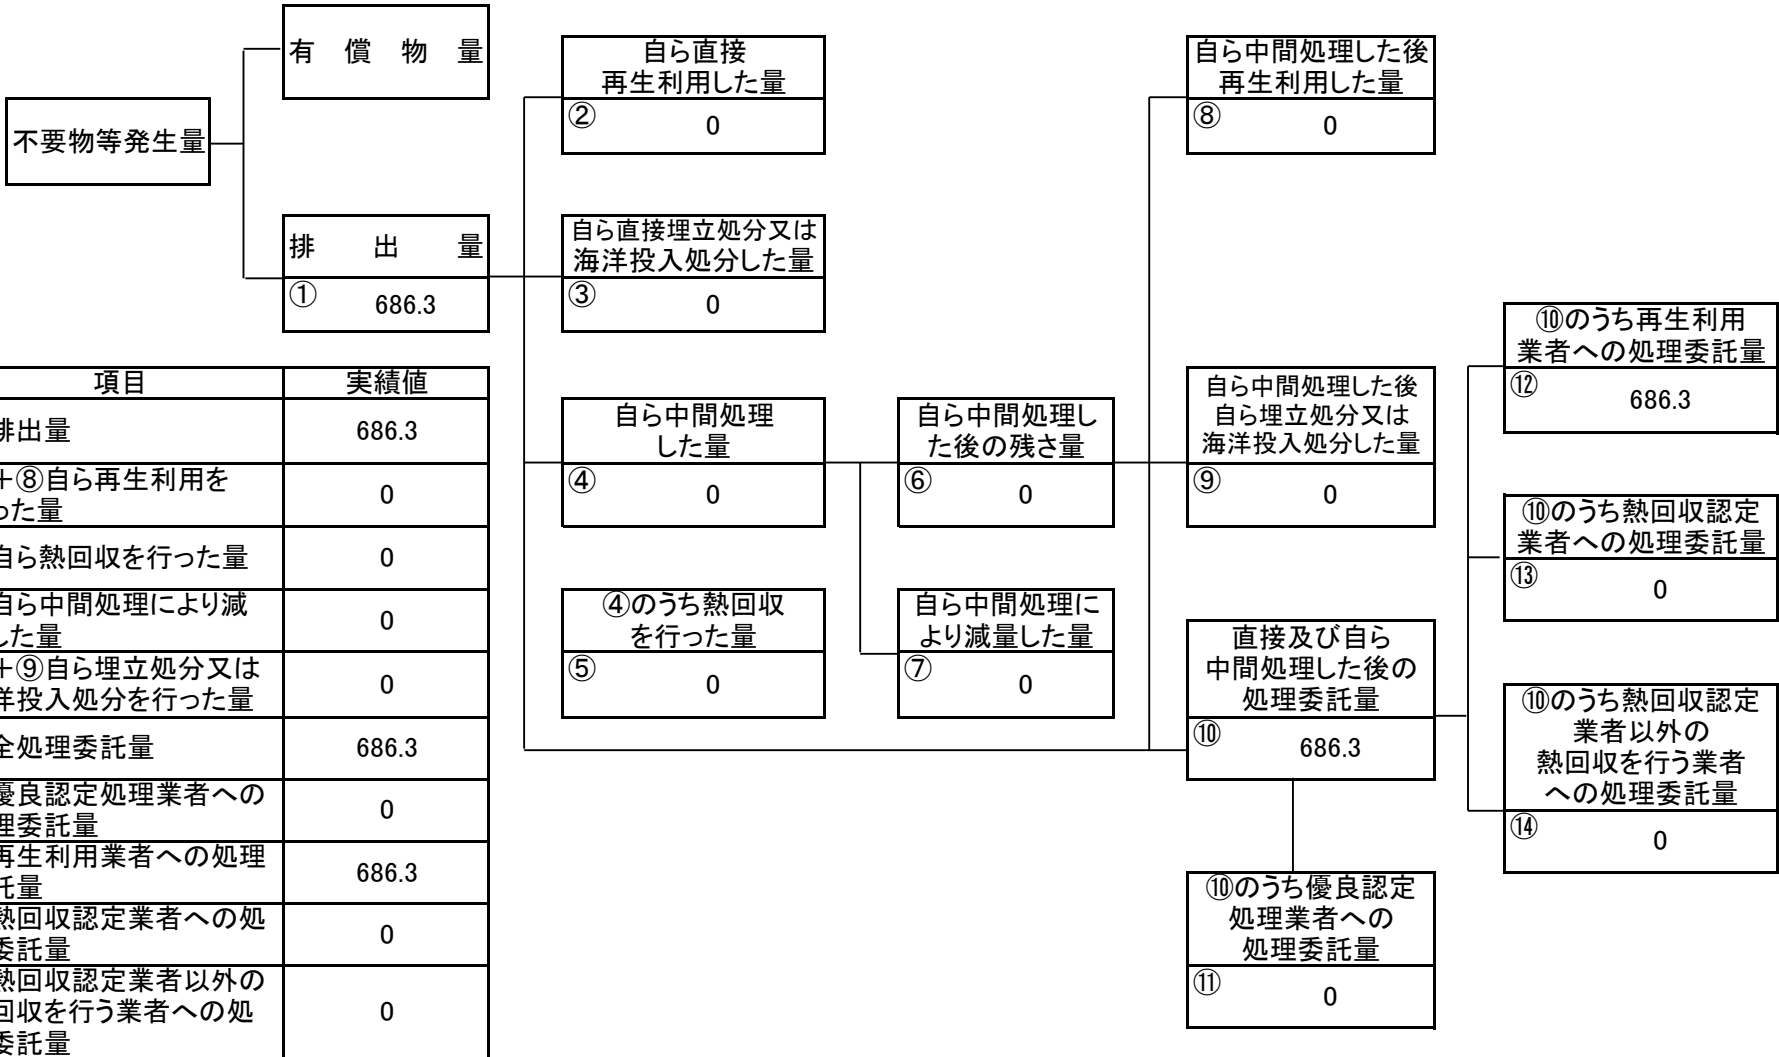 有 償 物 量
不要物等発生量
排 出 量
① 686.3
自ら直接
再生利用した量
② 0
自ら直接埋立処分又は
海洋投入処分した量
③ 0
自ら中間処理
した量
④ 0
④のうち熱回収
を行った量
⑤ 0
自ら中間処理し
た後の残さ量
⑥ 0
自ら中間処理に
より減量した量
⑦ 0
自ら中間処理した後
再生利用した量
⑧ 0
自ら中間処理した後
自ら埋立処分又は
海洋投入処分した量
⑨ 0
直接及び自ら
中間処理した後の
処理委託量
⑩ 686.3
⑩のうち優良認定
処理業者への
処理委託量
⑪ 0
⑩のうち再生利用
業者への処理委託量
⑫ 686.3
⑩のうち熱回収認定
業者への処理委託量
⑬ 0
⑩のうち熱回収認定
業者以外の
熱回収を行う業者
への処理委託量
⑭ 0
項目 実績値
排出量 686.3
+⑧自ら再生利用を
った量 0
自ら熱回収を行った量 0
自ら中間処理により減
した量 0
+⑨自ら埋立処分又は
洋投入処分を行った量 0
全処理委託量 686.3
優良認定処理業者への
理委託量 0
再生利用業者への処理
託量 686.3
熱回収認定業者への処
委託量 0
熱回収認定業者以外の
回収を行う業者への処
委託量 0